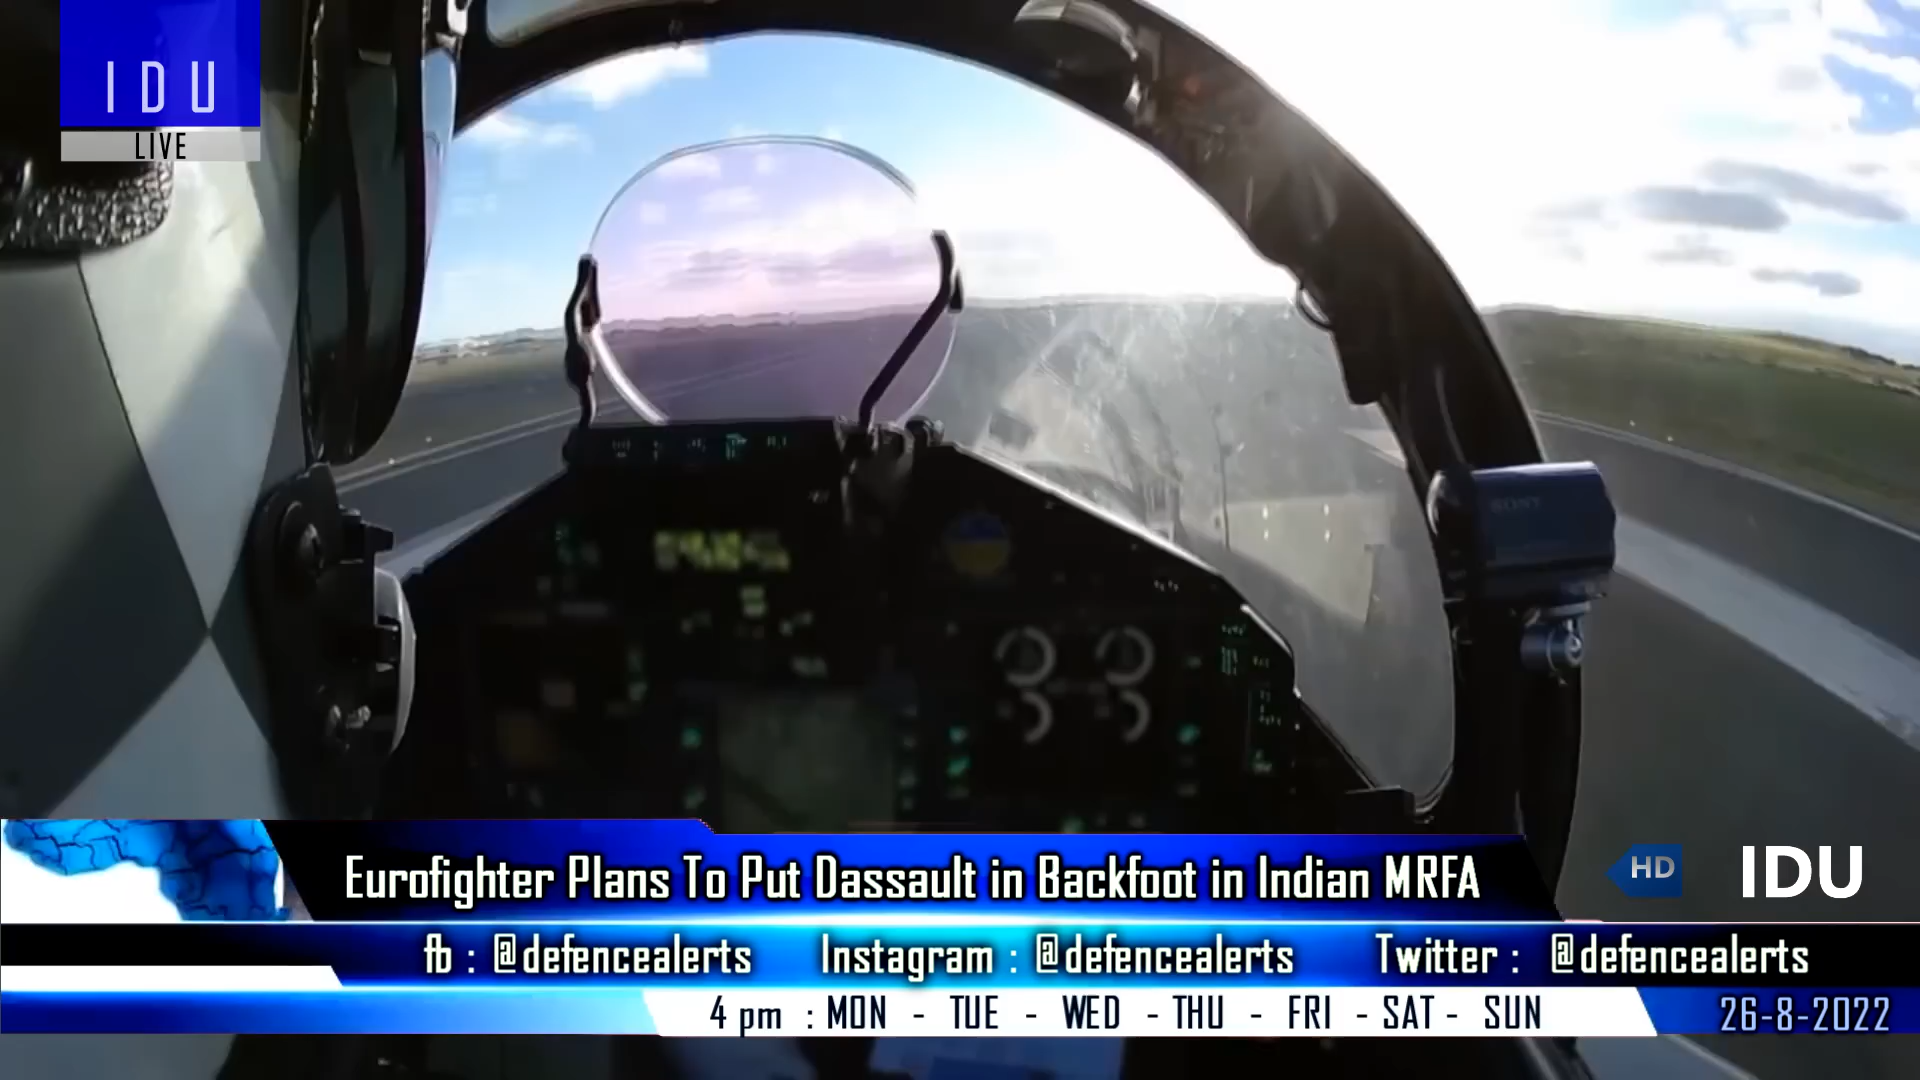 IDU
LIVE
SONY
Eurofighter Plans To Put Dassault in Backfoot in Indian MRFA
HD
IDU
fb : @defencealerts Instagram : @defencealerts Twitter : @defencealerts
4 pm : MON - TUE - WED - THU - FRI - SAT - SUN
26-8-2022